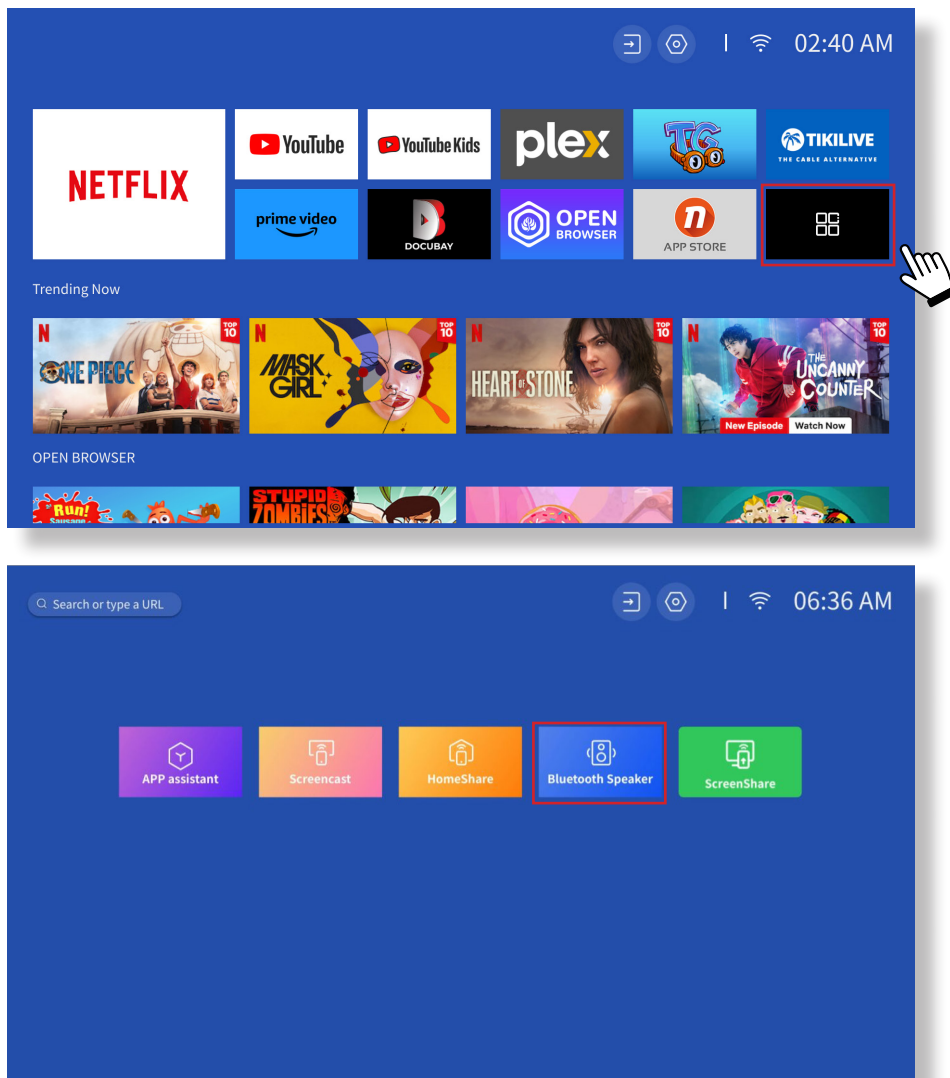 02:40 AM
NETFLIX
YouTube
YouTube Kids
plex
TG
TIKILIVE
THE CABLE ALTERNATIVE
prime video
DOCUBAY
OPEN
BROWSER
n
APP STORE
Trending Now
N
TOP
10
ONE PIECE
N
TOP
10
MASK
GIRL
N
TOP
10
HEART OF STONE
N
TOP
10
THE
UNCANNY
COUNTER
New Episode Watch Now
OPEN BROWSER
Run!
Sausage
STUPID
ZOMBIES
Search or type a URL
06:36 AM
APP assistant
Screencast
HomeShare
Bluetooth Speaker
ScreenShare